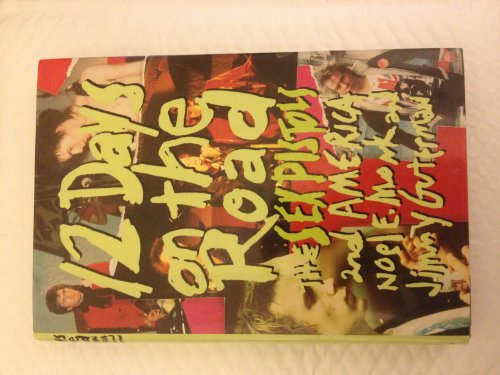 12 Days
on the
Road
THE SEX PISTOLS
and AMERICA
NOEL E. MONK and
Jimmy Guterman